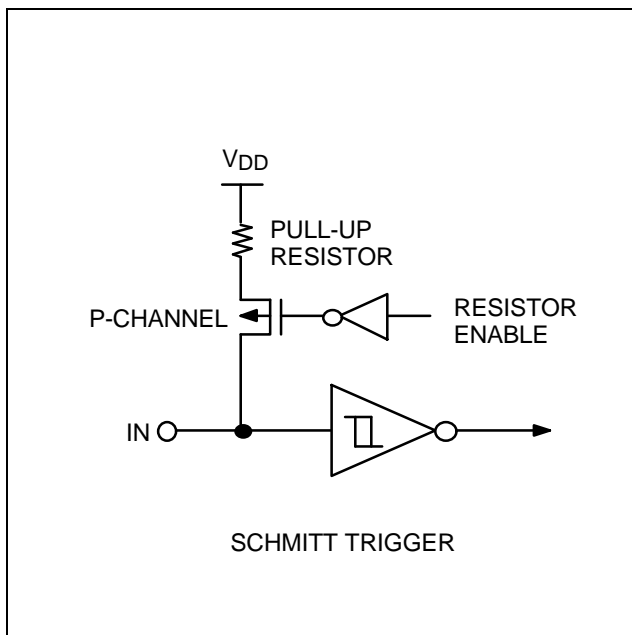 VDD
PULL-UP
RESISTOR
P-CHANNEL
RESISTOR
ENABLE
IN
SCHMITT TRIGGER